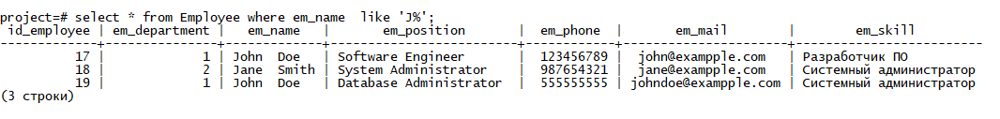 project=# select * from Employee where em_name  like 'J%';
 id_employee | em_department |   em_name   |      em_position       | em_phone  |       em_mail       |        em_skill
-------------+---------------+-------------+------------------------+-----------+---------------------+-------------------------
          17 |             1 | John  Doe   | Software Engineer      | 123456789 |  john@exampple.com  | Разработчик ПО
          18 |             2 | Jane  Smith | System Administrator   | 987654321 |  jane@exampple.com  | Системный администратор
          19 |             1 | John  Doe   | Database Administrator | 555555555 | johndoe@exampple.com | Системный администратор
(3 строки)